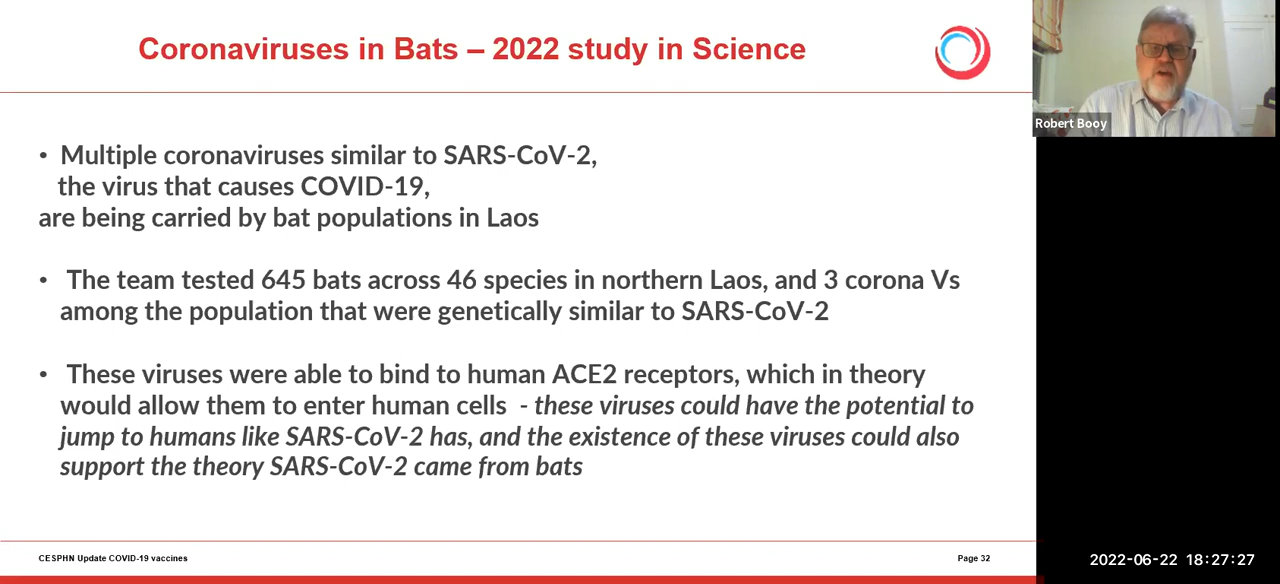 Coronaviruses in Bats – 2022 study in Science
Robert Booy
• Multiple coronaviruses similar to SARS-CoV-2,
the virus that causes COVID-19,
are being carried by bat populations in Laos
• The team tested 645 bats across 46 species in northern Laos, and 3 corona Vs
among the population that were genetically similar to SARS-CoV-2
• These viruses were able to bind to human ACE2 receptors, which in theory
would allow them to enter human cells - these viruses could have the potential to
jump to humans like SARS-CoV-2 has, and the existence of these viruses could also
support the theory SARS-CoV-2 came from bats
CESPHN Update COVID-19 vaccines
Page 32
2022-06-22 18:27:27